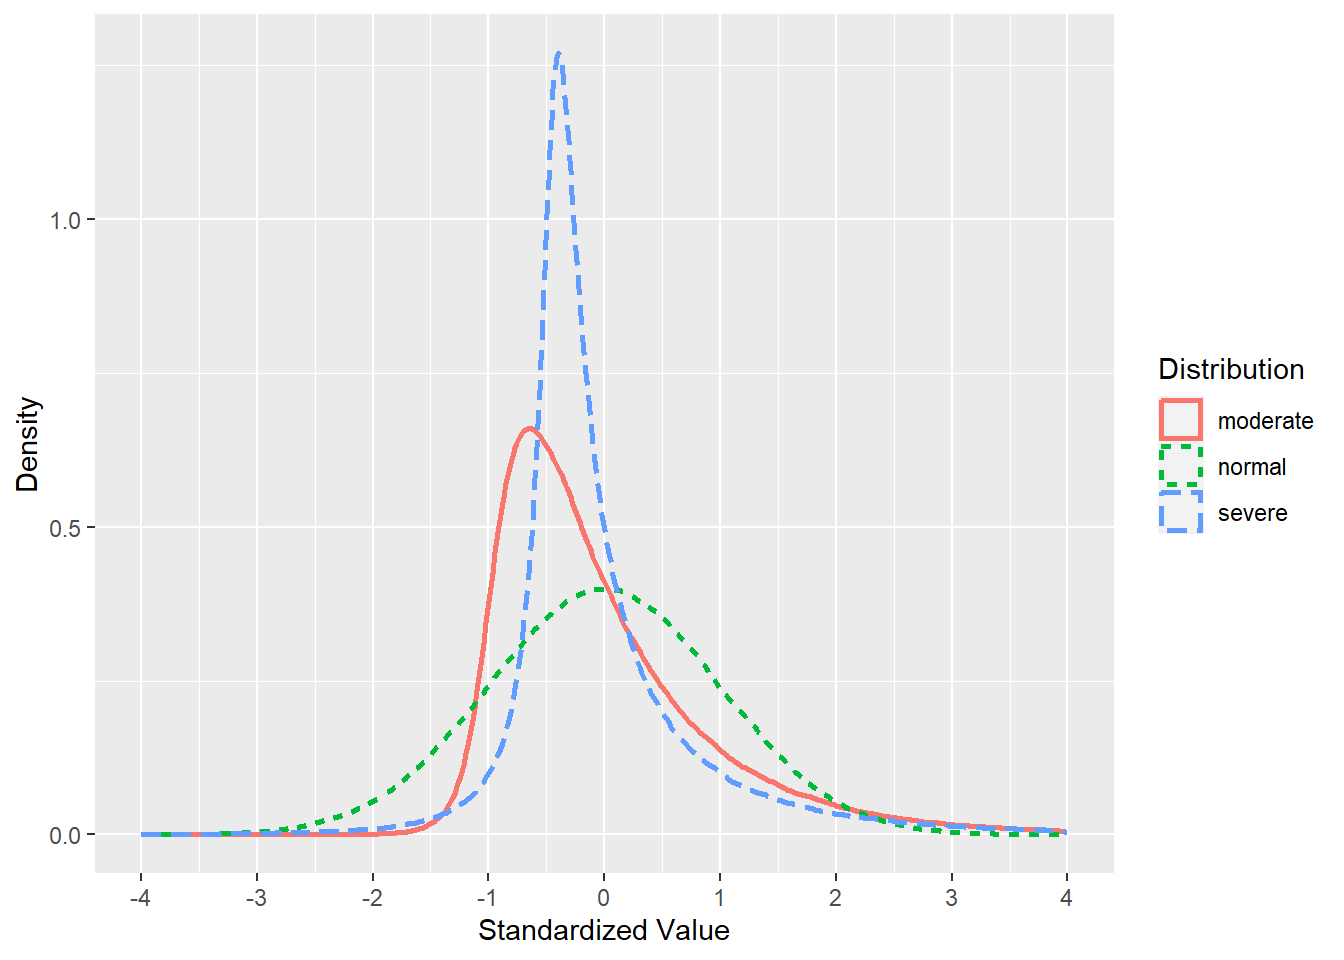 Density
1.0
0.5
0.0
-4 -3 -2 -1 0 1 2 3 4
Standardized Value
Distribution
moderate
normal
severe